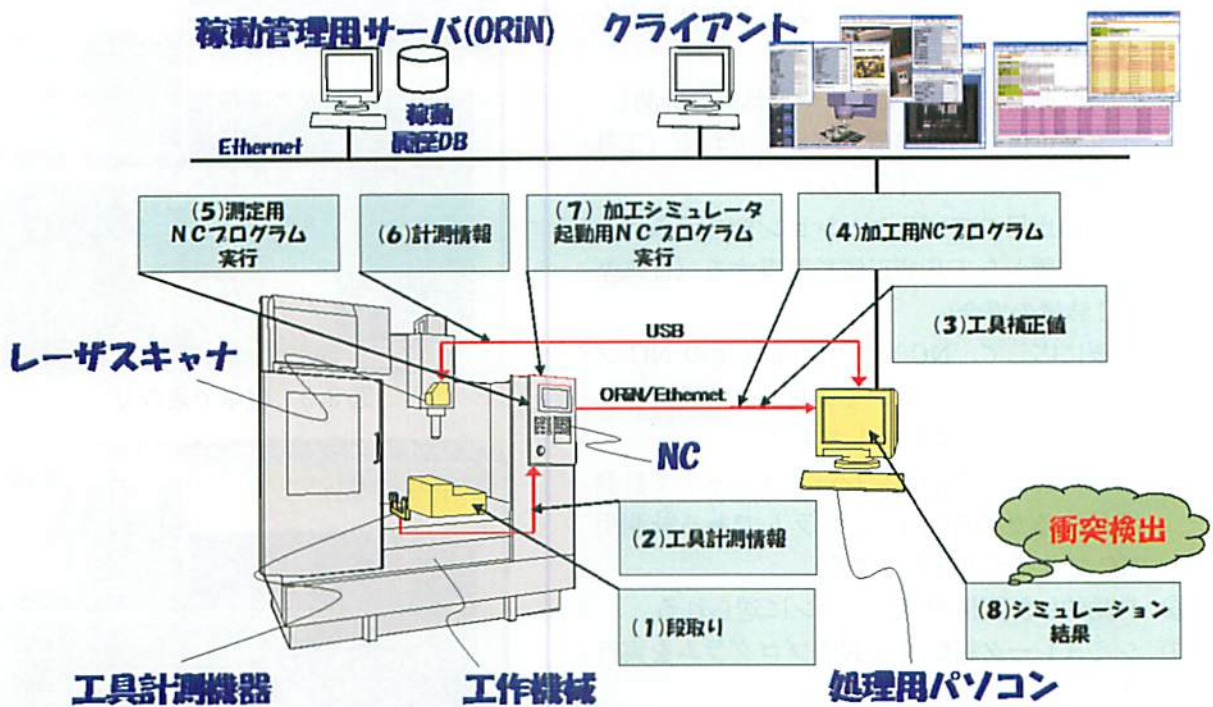 稼動管理用サーバ(ORiN)
クライアント
稼動
履歴DB
Ethernet
(5)測定用
NCプログラム
実行
(6)計測情報
(7)加工シミュレータ
起動用NCプログラム
実行
(4)加工用NCプログラム
(3)工具補正値
USB
ORiN/Ethernet
レーザスキャナ
NC
(2)工具計測情報
(1)段取り
衝突検出
(8)シミュレーション
結果
工具計測機器
工作機械
処理用パソコン